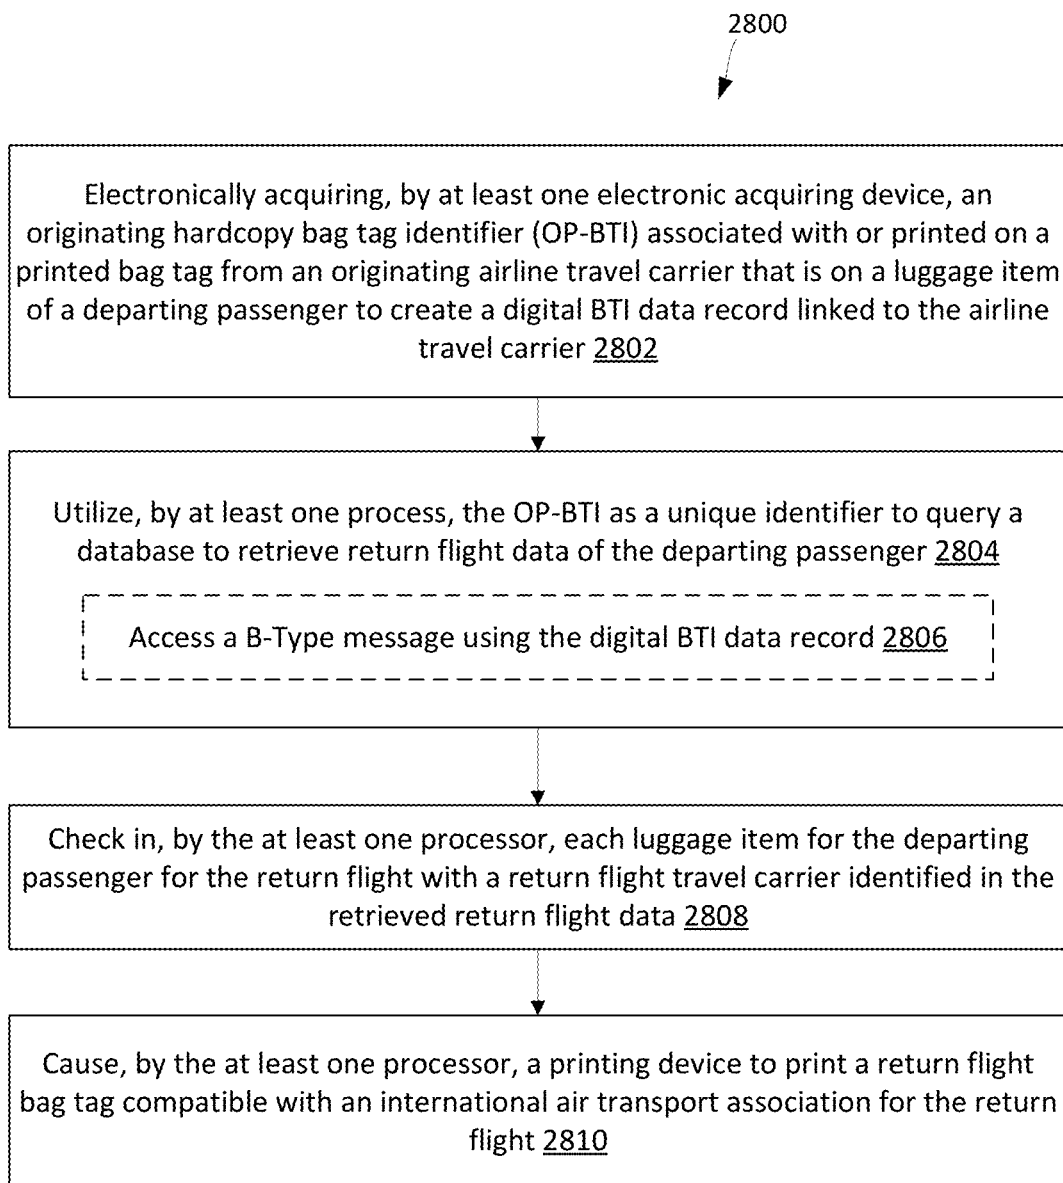 2800
Electronically acquiring, by at least one electronic acquiring device, an
originating hardcopy bag tag identifier (OP-BTI) associated with or printed on a
printed bag tag from an originating airline travel carrier that is on a luggage item
of a departing passenger to create a digital BTI data record linked to the airline
travel carrier 2802
Utilize, by at least one process, the OP-BTI as a unique identifier to query a
database to retrieve return flight data of the departing passenger 2804
Access a B-Type message using the digital BTI data record 2806
Check in, by the at least one processor, each luggage item for the departing
passenger for the return flight with a return flight travel carrier identified in the
retrieved return flight data 2808
Cause, by the at least one processor, a printing device to print a return flight
bag tag compatible with an international air transport association for the return
flight 2810